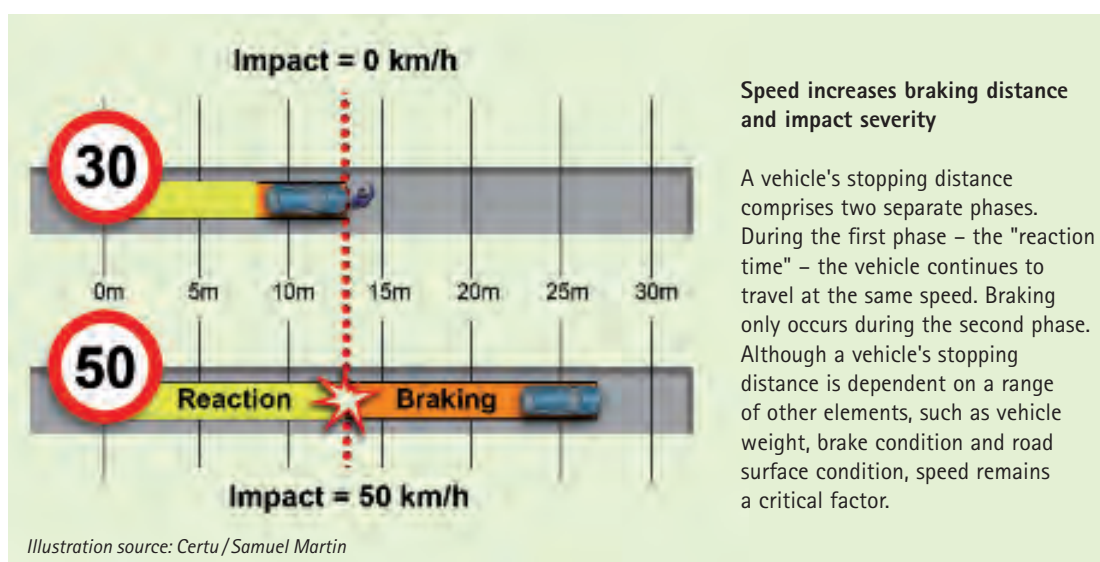 Impact = 0 km/h
30
0m 5m 10m 15m 20m 25m 30m
50
Reaction Braking
Impact = 50 km/h
Illustration source: Certu / Samuel Martin
Speed increases braking distance
and impact severity
A vehicle's stopping distance
comprises two separate phases.
During the first phase – the "reaction
time" – the vehicle continues to
travel at the same speed. Braking
only occurs during the second phase.
Although a vehicle's stopping
distance is dependent on a range
of other elements, such as vehicle
weight, brake condition and road
surface condition, speed remains
a critical factor.